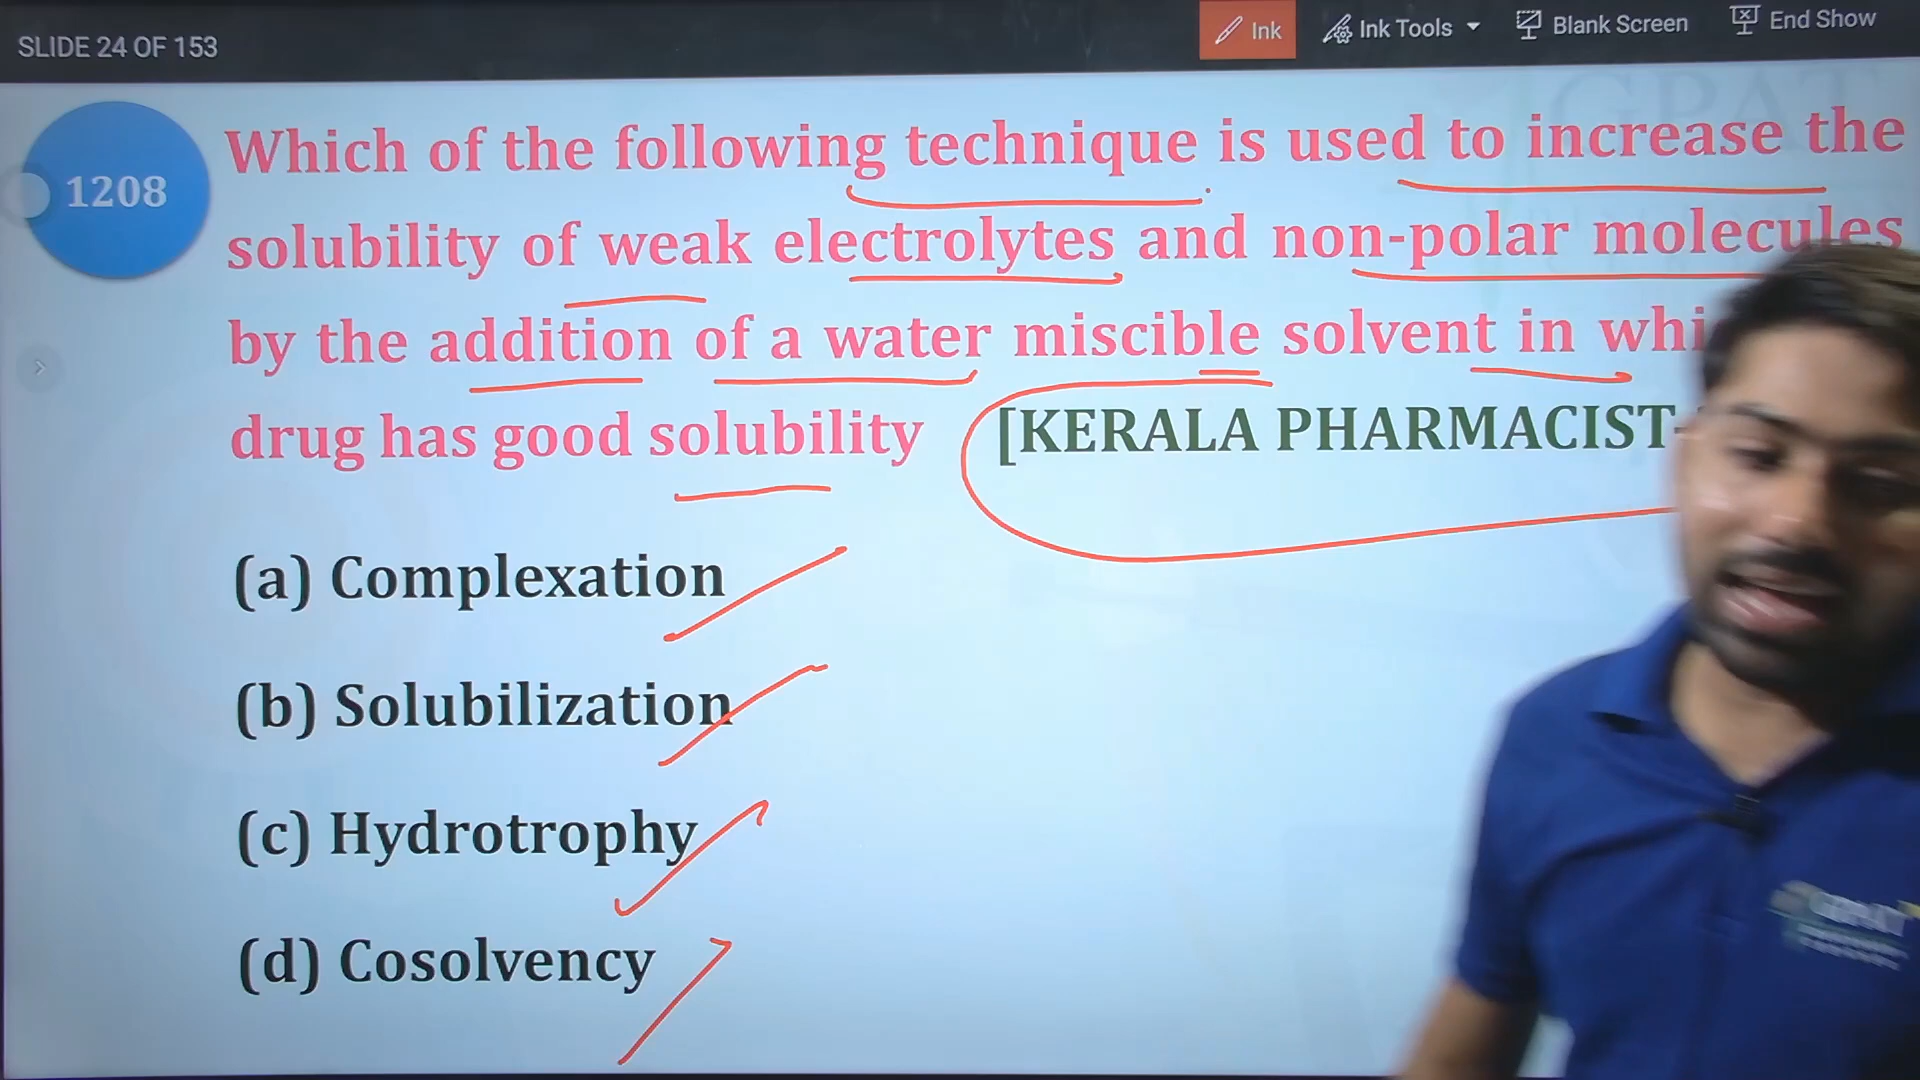 SLIDE 24 OF 153
Ink
Ink Tools
Blank Screen
End Show
GPAT
1208
Which of the following technique is used to increase the
solubility of weak electrolytes and non-polar molecules
by the addition of a water miscible solvent in
drug has good solubility [KERALA PHARMACIST-
(a) Complexation
(b) Solubilization
(c) Hydrotrophy
(d) Cosolvency
GPAT